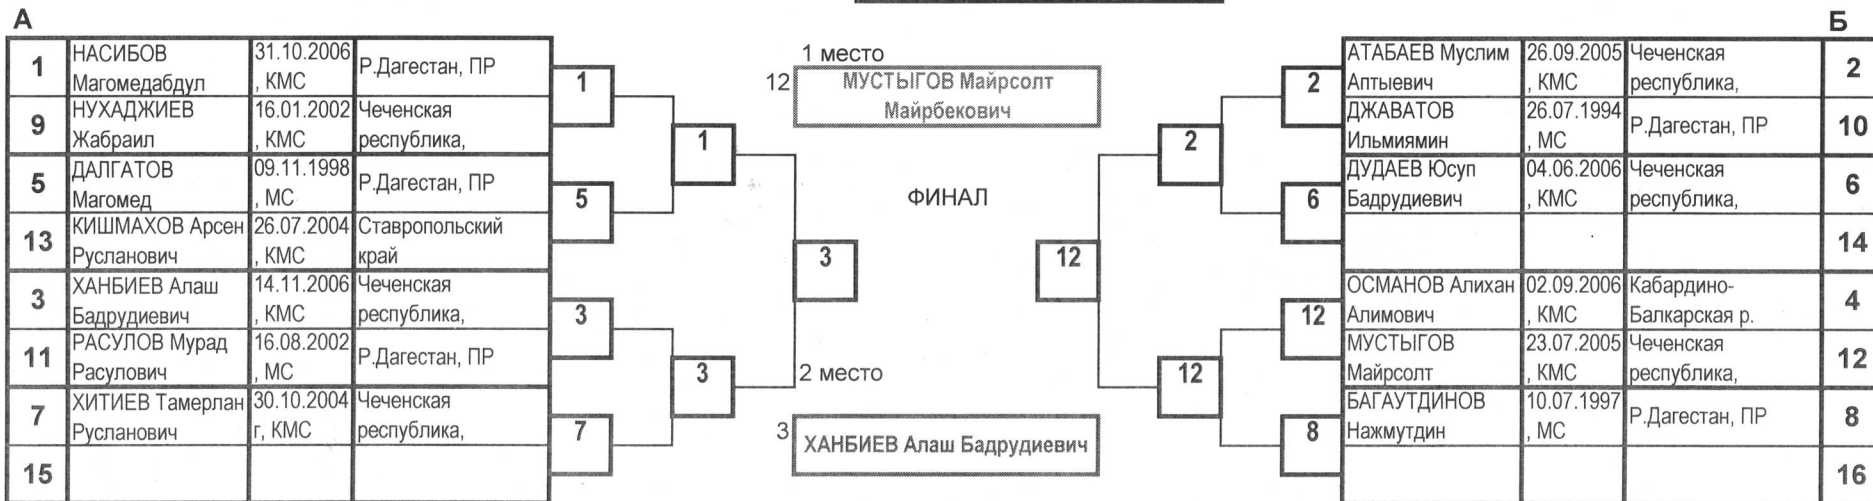 А
Б
1 НАСИБОВ Магомедабдул 31.10.2006, КМС Р.Дагестан, ПР
9 НУХАДЖИЕВ Жабраил 16.01.2002, КМС Чеченская республика,
5 ДАЛГАТОВ Магомед 09.11.1998, МС Р.Дагестан, ПР
13 КИШМАХОВ Арсен Русланович 26.07.2004, КМС Ставропольский край
3 ХАНБИЕВ Алаш Бадрудиевич 14.11.2006, КМС Чеченская республика,
11 РАСУЛОВ Мурад Расулович 16.08.2002, МС Р.Дагестан, ПР
7 ХИТИЕВ Тамерлан Русланович 30.10.2004 г, КМС Чеченская республика,
15
1
5
3
7
1
3
3
1 место
12 МУСТЫГОВ Майрсолт
Майрбекович
ФИНАЛ
2 место
3 ХАНБИЕВ Алаш Бадрудиевич
12
2
12
2
6
12
8
АТАБАЕВ Муслим Аптыевич 26.09.2005, КМС Чеченская республика, 2
ДЖАВАТОВ Ильмиямин 26.07.1994, МС Р.Дагестан, ПР 10
ДУДАЕВ Юсуп Бадрудиевич 04.06.2006, КМС Чеченская республика, 6
14
ОСМАНОВ Алихан Алимович 02.09.2006, КМС Кабардино-Балкарская р. 4
МУСТЫГОВ Майрсолт 23.07.2005, КМС Чеченская республика, 12
БАГАУТДИНОВ Нажмутдин 10.07.1997, МС Р.Дагестан, ПР 8
16